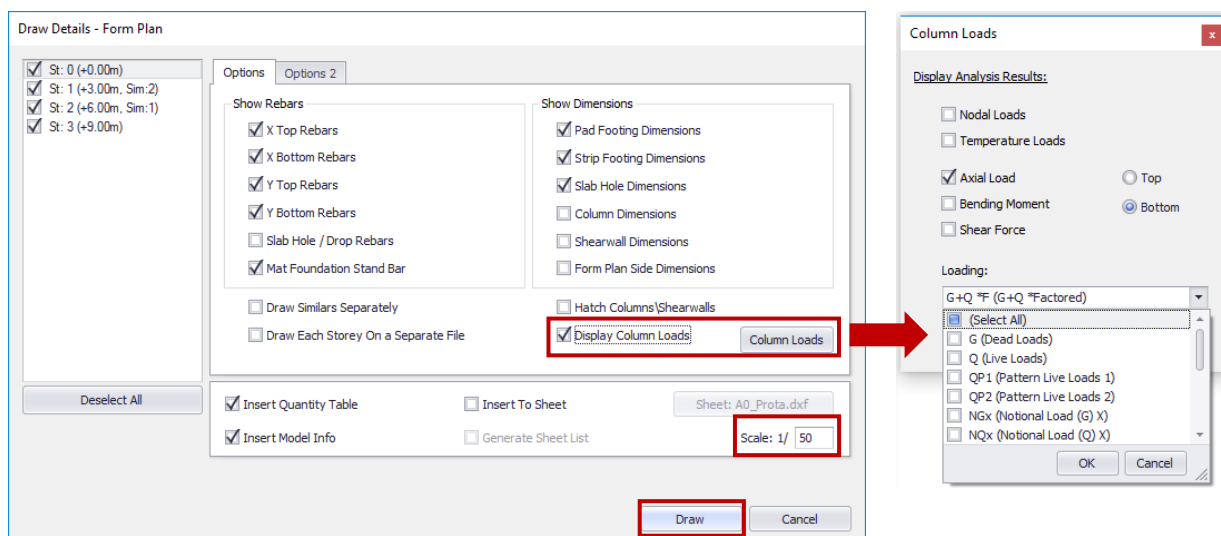 Draw Details - Form Plan
St: 0 (+0.00m)
St: 1 (+3.00m, Sim:2)
St: 2 (+6.00m, Sim:1)
St: 3 (+9.00m)
Deselect All
Options
Options 2
Show Rebars
X Top Rebars
X Bottom Rebars
Y Top Rebars
Y Bottom Rebars
Slab Hole / Drop Rebars
Mat Foundation Stand Bar
Show Dimensions
Pad Footing Dimensions
Strip Footing Dimensions
Slab Hole Dimensions
Column Dimensions
Shearwall Dimensions
Form Plan Side Dimensions
Draw Similars Separately
Draw Each Storey On a Separate File
Hatch Columns\Shearwalls
Display Column Loads
Column Loads
Insert Quantity Table
Insert To Sheet
Sheet: A0_Prota.dxf
Insert Model Info
Generate Sheet List
Scale: 1/ 50
Draw
Cancel
Column Loads
x
Display Analysis Results:
Nodal Loads
Temperature Loads
Axial Load
Top
Bending Moment
Bottom
Shear Force
Loading:
G+Q *F (G+Q *Factored)
(Select All)
G (Dead Loads)
Q (Live Loads)
QP1 (Pattern Live Loads 1)
QP2 (Pattern Live Loads 2)
NGx (Notional Load (G) X)
NQx (Notional Load (Q) X)
OK
Cancel